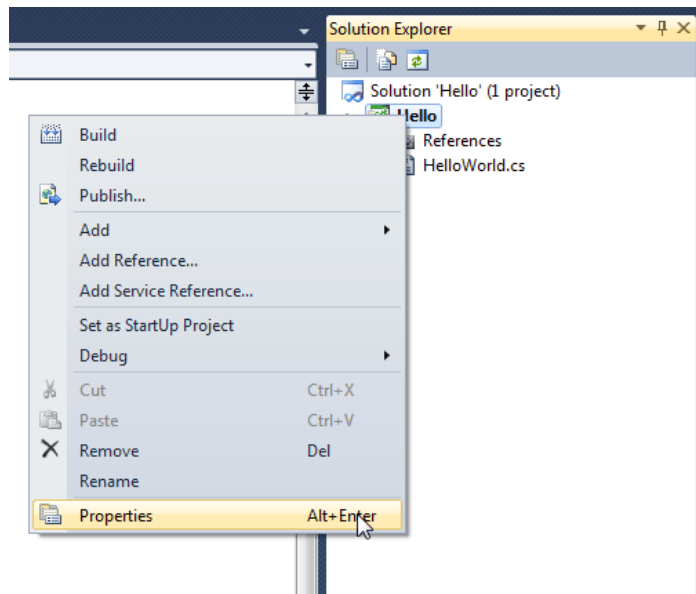 Solution Explorer
Solution 'Hello' (1 project)
Hello
References
HelloWorld.cs
Build
Rebuild
Publish...
Add
Add Reference...
Add Service Reference...
Set as StartUp Project
Debug
Cut Ctrl+X
Paste Ctrl+V
Remove Del
Rename
Properties Alt+Enter